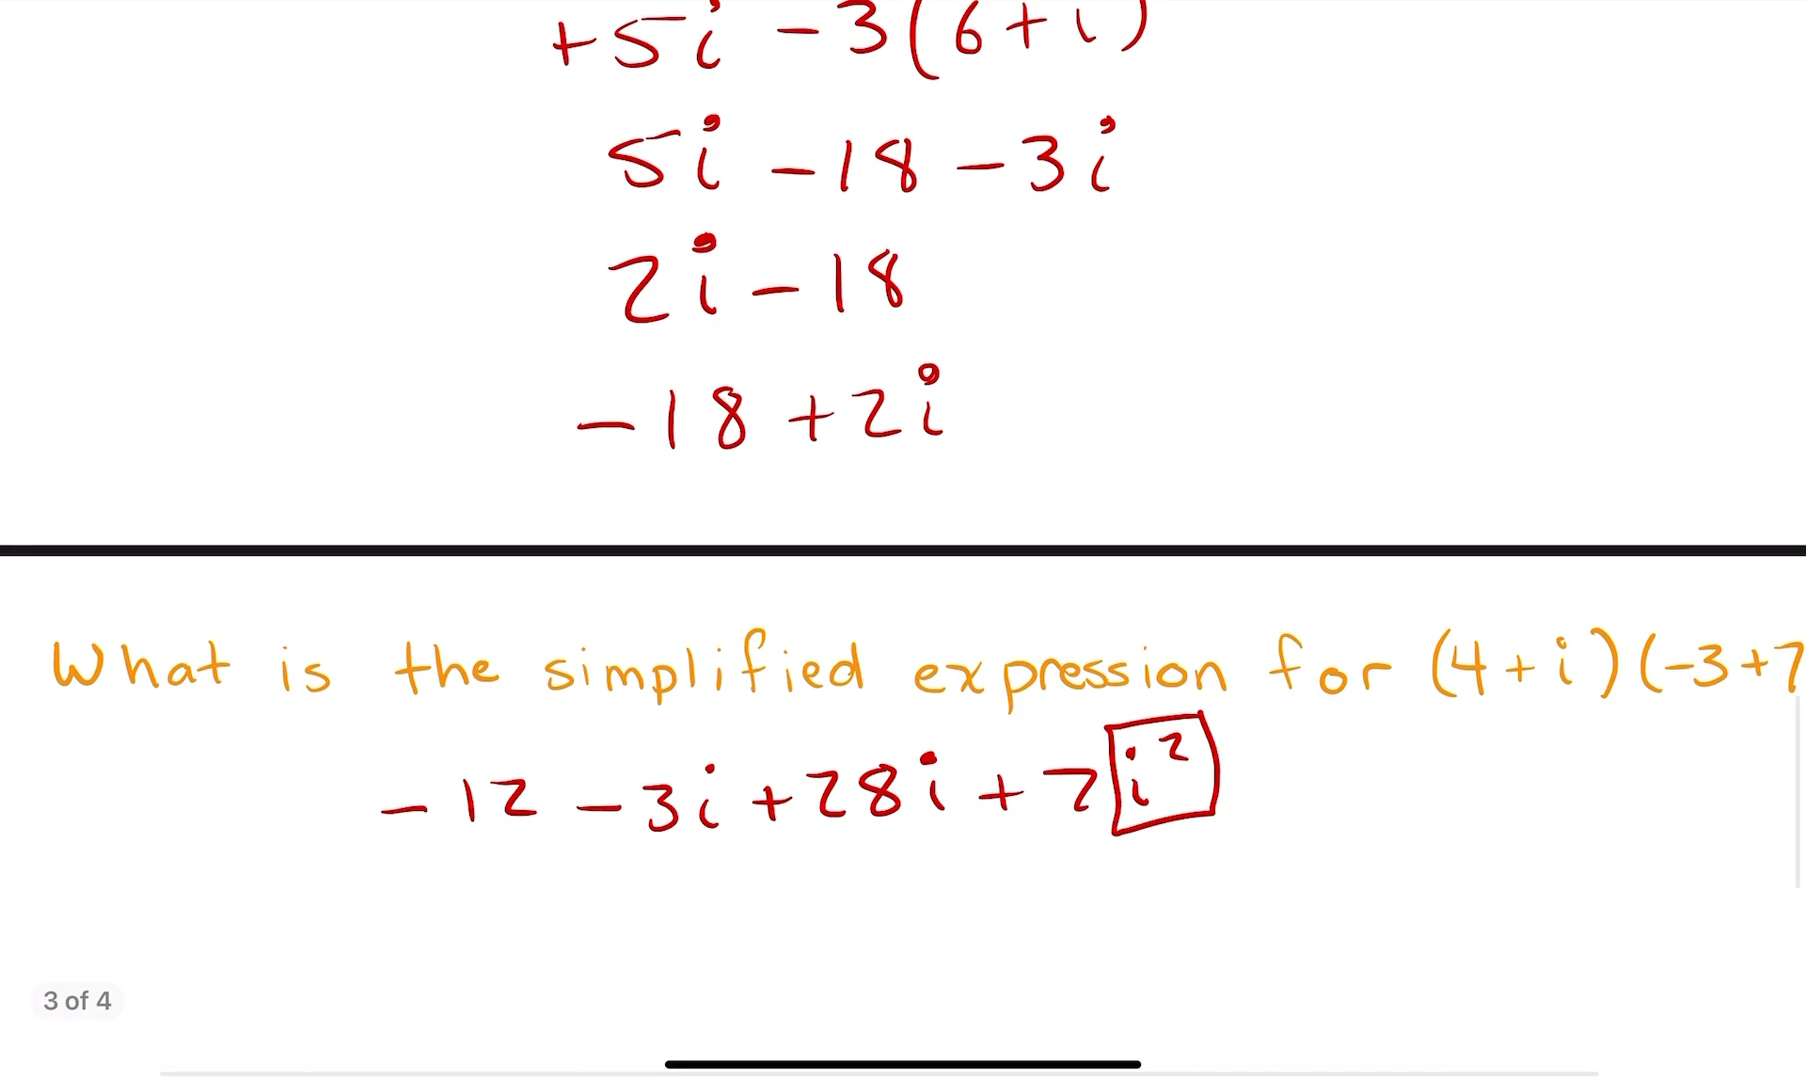 +5i -3(6+i)
5i -18 -3i
2i -18
-18 +2i
What is the simplified expression for (4+i)(-3+7
-12 -3i +28i +7i²
3 of 4